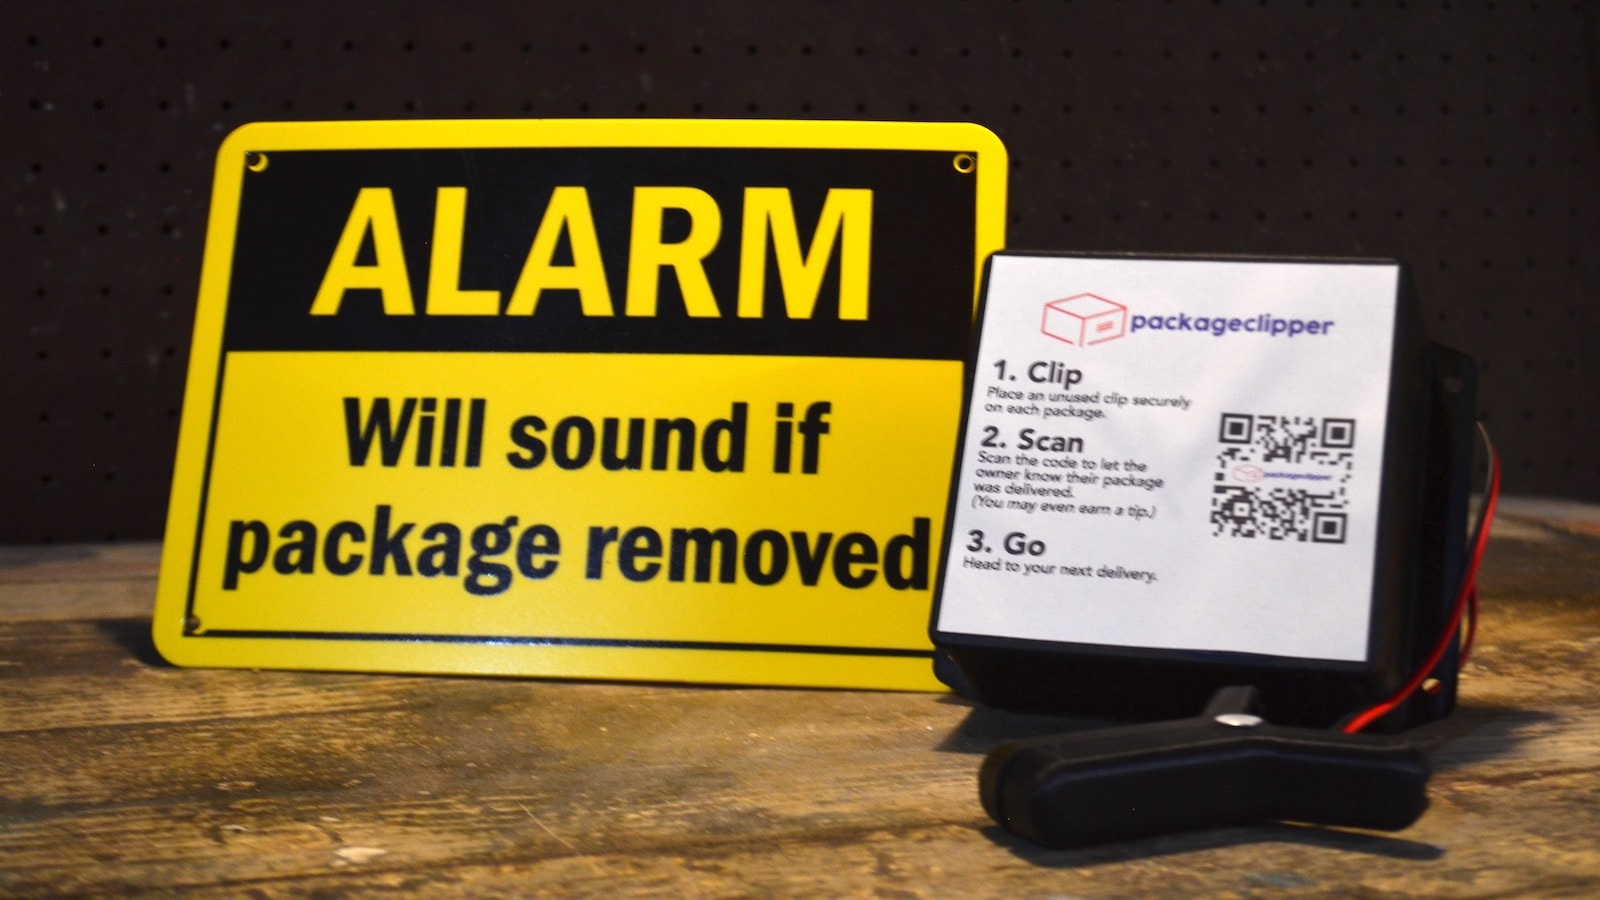 ALARM
Will sound if
package removed
packageclipper
1. Clip
Place an unused clip securely
on each package.
2. Scan
Scan the code to let the
owner know their package
was delivered.
(You may even earn a tip.)
3. Go
Head to your next delivery.
packageclipper